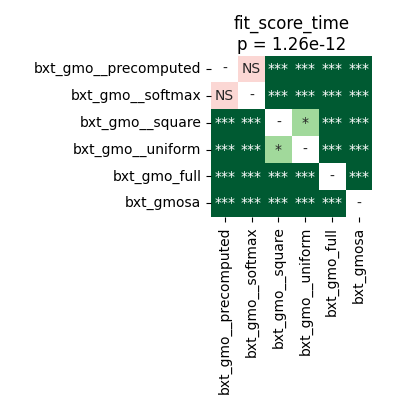 fit_score_time
p = 1.26e-12
bxt_gmo__precomputed - NS *** *** *** ***
bxt_gmo__softmax NS - *** *** *** ***
bxt_gmo__square *** *** - * *** ***
bxt_gmo__uniform *** *** * - *** ***
bxt_gmo_full *** *** *** *** - ***
bxt_gmosa *** *** *** *** *** -
bxt_gmo__precomputed
bxt_gmo__softmax
bxt_gmo__square
bxt_gmo__uniform
bxt_gmo_full
bxt_gmosa